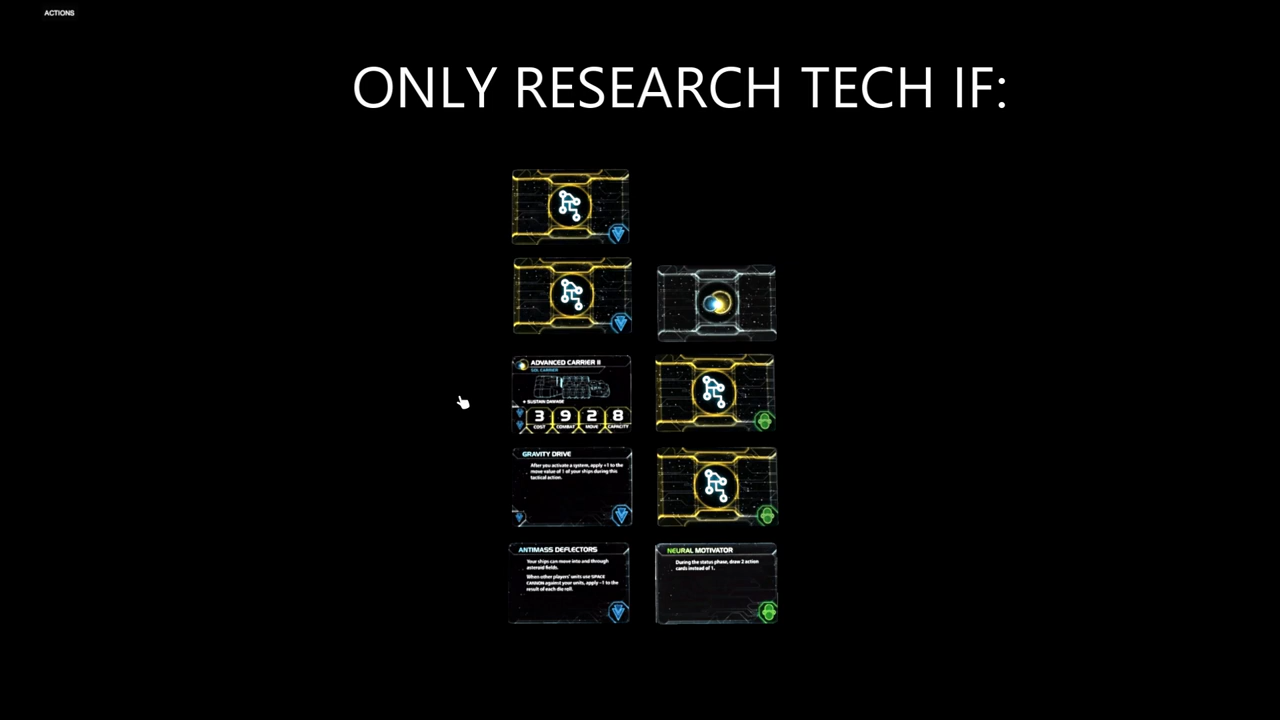 ACTIONS
ONLY RESEARCH TECH IF:
ADVANCED CARRIER II
SOL CARRIER
+ SUSTAIN DAMAGE
3 9 2 8
COST COMBAT MOVE CAPACITY
GRAVITY DRIVE
After you activate a system, apply +1 to the
move value of 1 of your ships during this
tactical action.
ANTIMASS DEFLECTORS
Your ships can move into and through
asteroid fields.
When other players' units use SPACE
CANNON against your units, apply -1 to the
result of each die roll.
NEURAL MOTIVATOR
During the status phase, draw 2 action
cards instead of 1.